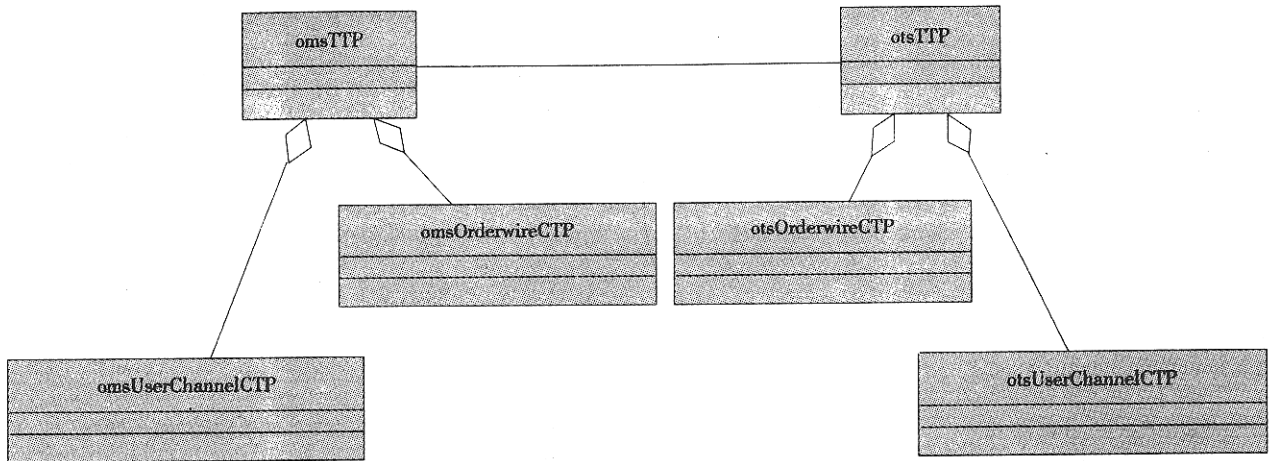 omsTTP
otsTTP
omsOrderwireCTP
otsOrderwireCTP
omsUserChannelCTP
otsUserChannelCTP